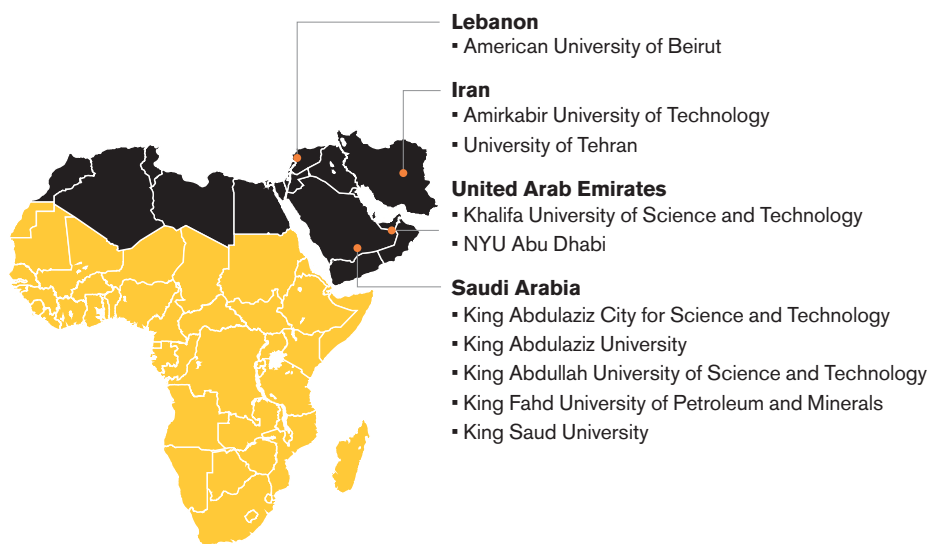 Lebanon
▪ American University of Beirut
Iran
▪ Amirkabir University of Technology
▪ University of Tehran
United Arab Emirates
▪ Khalifa University of Science and Technology
▪ NYU Abu Dhabi
Saudi Arabia
▪ King Abdulaziz City for Science and Technology
▪ King Abdulaziz University
▪ King Abdullah University of Science and Technology
▪ King Fahd University of Petroleum and Minerals
▪ King Saud University